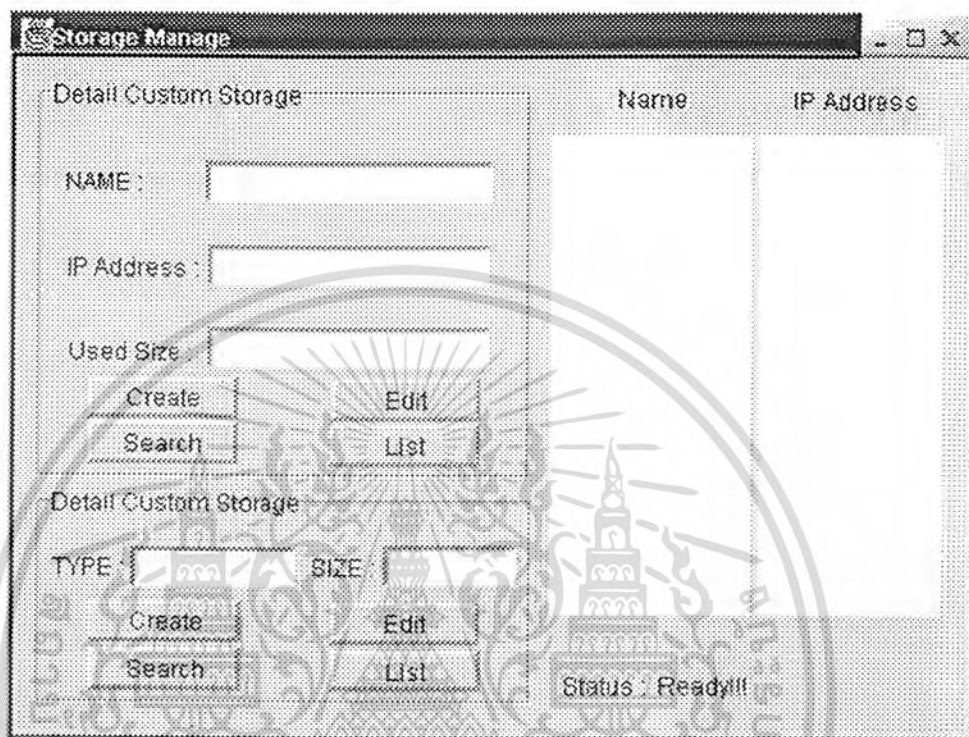 Storage Manage
Detail Custom Storage
NAME :
IP Address :
Used Size :
Create
Edit
Search
List
Detail Custom Storage
TYPE :
SIZE :
Create
Edit
Search
List
Name
IP Address
Status : Ready!!!